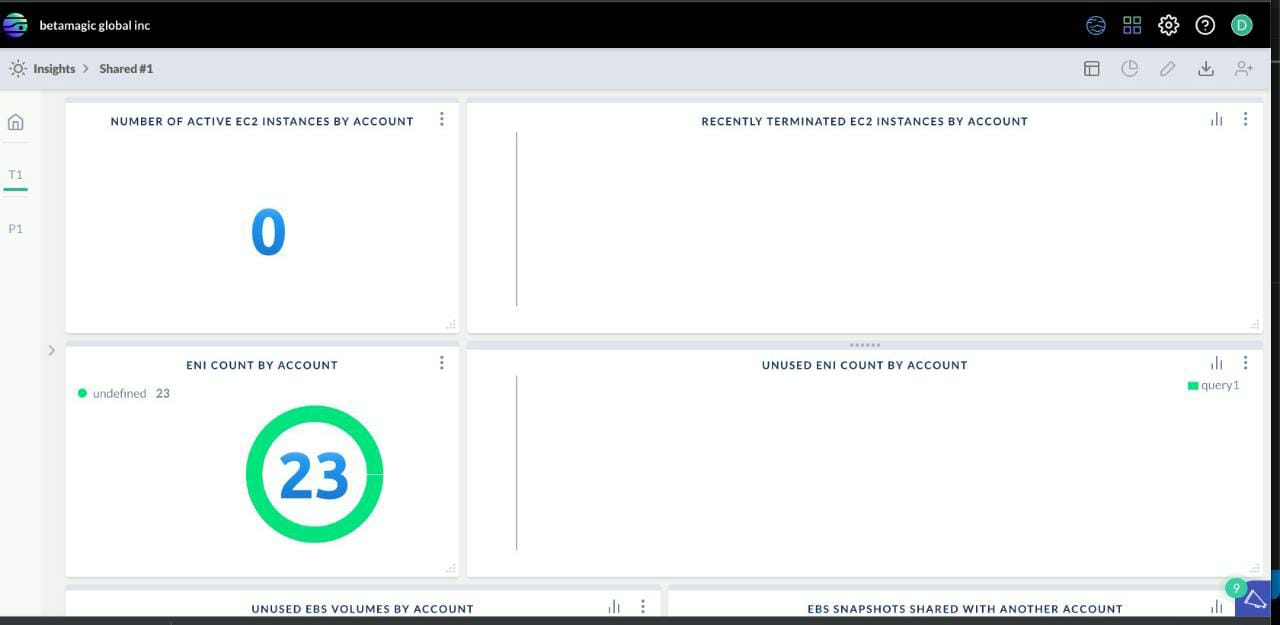 betamagic global inc
D
Insights > Shared #1
T1
P1
NUMBER OF ACTIVE EC2 INSTANCES BY ACCOUNT
0
RECENTLY TERMINATED EC2 INSTANCES BY ACCOUNT
ENI COUNT BY ACCOUNT
undefined 23
23
UNUSED ENI COUNT BY ACCOUNT
query1
UNUSED EBS VOLUMES BY ACCOUNT
EBS SNAPSHOTS SHARED WITH ANOTHER ACCOUNT
9